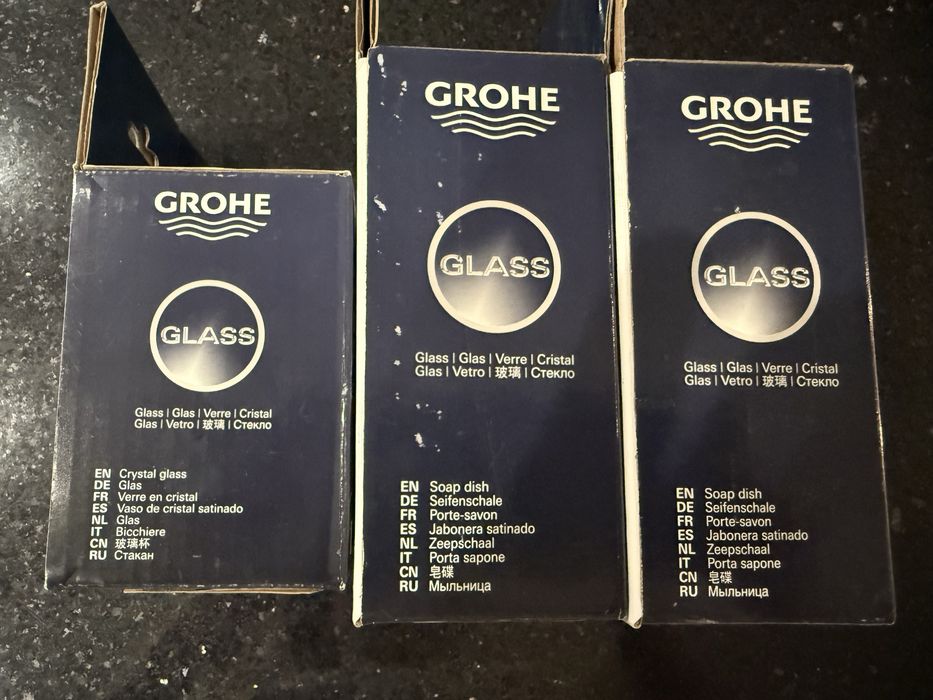 GROHE
GLASS
Glass | Glas | Verre | Cristal
Glas | Vetro | 玻璃 | Стекло
EN Crystal glass
DE Glas
FR Verre en cristal
ES Vaso de cristal satinado
NL Glas
IT Bicchiere
CN 玻璃杯
RU Стакан
GROHE
GLASS
Glass | Glas | Verre | Cristal
Glas | Vetro | 玻璃 | Стекло
EN Soap dish
DE Seifenschale
FR Porte-savon
ES Jabonera satinado
NL Zeepschaal
IT Porta sapone
CN 皂碟
RU Мыльница
GROHE
GLASS
Glass | Glas | Verre | Cristal
Glas | Vetro | 玻璃 | Стекло
EN Soap dish
DE Seifenschale
FR Porte-savon
ES Jabonera satinado
NL Zeepschaal
IT Porta sapone
CN 皂碟
RU Мыльница